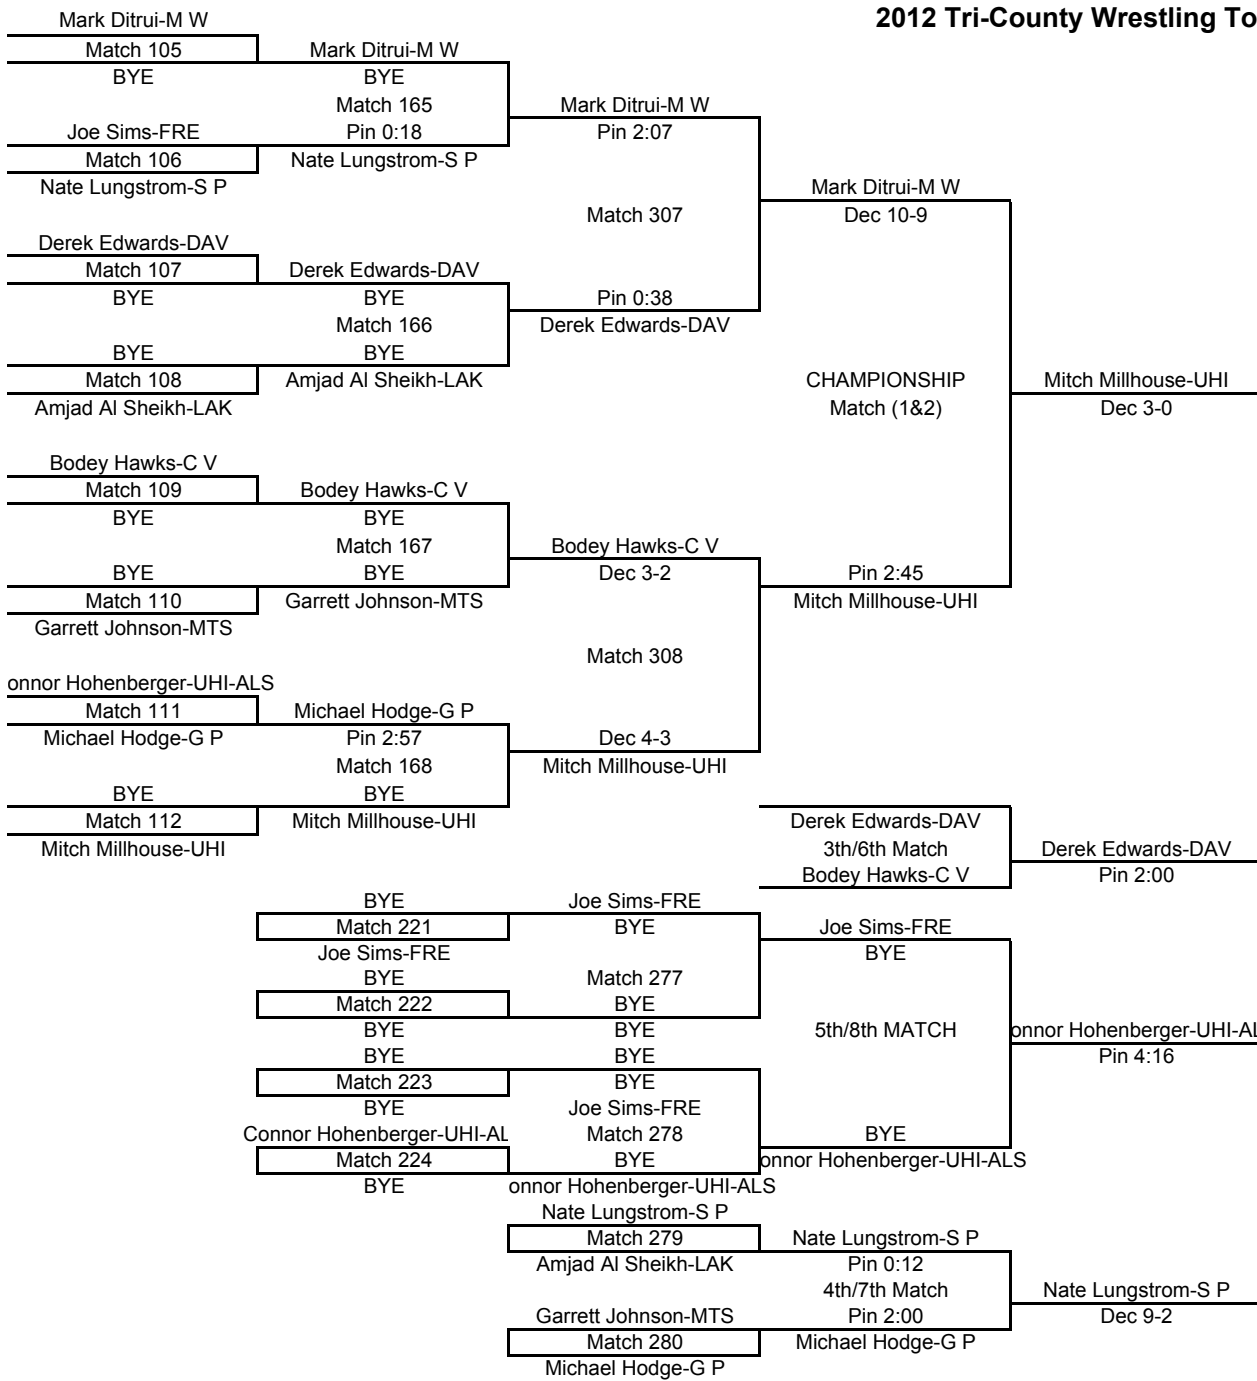 2012 Tri-County Wrestling To
Mark Ditrui-M W
Match 105
Mark Ditrui-M W
BYE
BYE
Match 165
Mark Ditrui-M W
Joe Sims-FRE
Pin 0:18
Pin 2:07
Match 106
Nate Lungstrom-S P
Nate Lungstrom-S P
Mark Ditrui-M W
Match 307
Dec 10-9
Derek Edwards-DAV
Match 107
Derek Edwards-DAV
BYE
BYE
Pin 0:38
Match 166
Derek Edwards-DAV
BYE
BYE
Match 108
Amjad Al Sheikh-LAK
CHAMPIONSHIP
Mitch Millhouse-UHI
Amjad Al Sheikh-LAK
Match (1&2)
Dec 3-0
Bodey Hawks-C V
Match 109
Bodey Hawks-C V
BYE
BYE
Match 167
Bodey Hawks-C V
BYE
BYE
Dec 3-2
Pin 2:45
Match 110
Garrett Johnson-MTS
Mitch Millhouse-UHI
Garrett Johnson-MTS
Match 308
onnor Hohenberger-UHI-ALS
Match 111
Michael Hodge-G P
Michael Hodge-G P
Pin 2:57
Dec 4-3
Match 168
Mitch Millhouse-UHI
BYE
BYE
Match 112
Mitch Millhouse-UHI
Derek Edwards-DAV
Mitch Millhouse-UHI
3th/6th Match
Derek Edwards-DAV
Bodey Hawks-C V
Pin 2:00
BYE
Joe Sims-FRE
Match 221
BYE
Joe Sims-FRE
Joe Sims-FRE
BYE
BYE
Match 277
Match 222
BYE
BYE
BYE
5th/8th MATCH
onnor Hohenberger-UHI-AL
BYE
BYE
Pin 4:16
Match 223
BYE
BYE
Joe Sims-FRE
Connor Hohenberger-UHI-AL
Match 278
BYE
Match 224
BYE
onnor Hohenberger-UHI-ALS
BYE
onnor Hohenberger-UHI-ALS
Nate Lungstrom-S P
Match 279
Nate Lungstrom-S P
Amjad Al Sheikh-LAK
Pin 0:12
4th/7th Match
Nate Lungstrom-S P
Garrett Johnson-MTS
Pin 2:00
Dec 9-2
Match 280
Michael Hodge-G P
Michael Hodge-G P